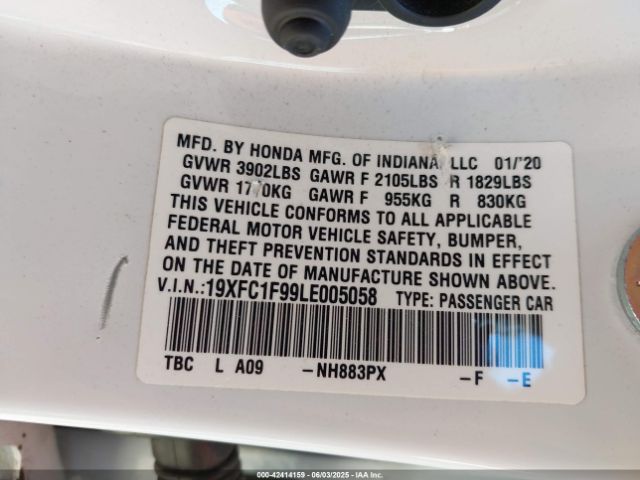 MFD. BY HONDA MFG. OF INDIANA, LLC 01/'20
GVWR 3902LBS GAWR F 2105LBS R 1829LBS
GVWR KG GAWR F 955KG R 830KG
THIS VEHICLE CONFORMS TO ALL APPLICABLE
FEDERAL MOTOR VEHICLE SAFETY, BUMPER,
AND THEFT PREVENTION STANDARDS IN EFFECT
ON THE DATE OF MANUFACTURE SHOWN ABOVE.
V.I.N.:19XFC1F99LE005058 TYPE: PASSENGER CAR
TBC L A09 –NH883PX –F –E
000-42414159 - 06/03/2025 - IAA Inc.